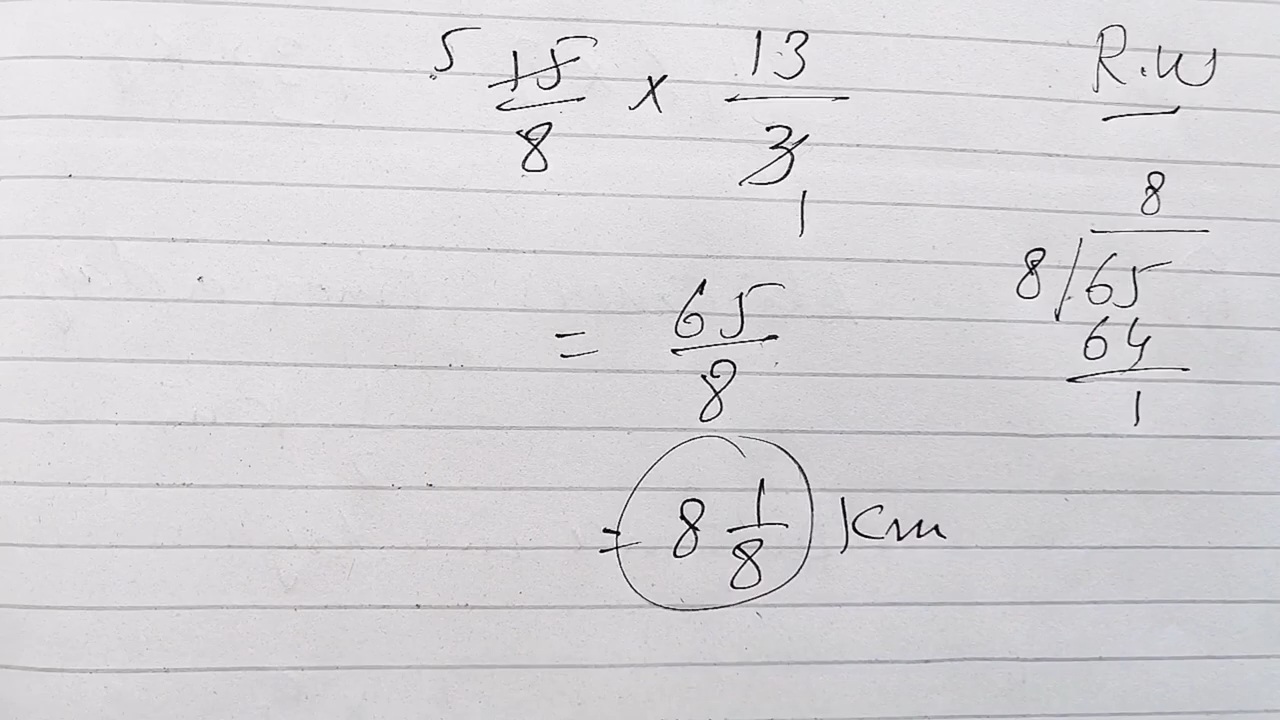 5 15/8 × 13/3 1
= 65/8
= 8 1/8 Km
R.W
8
8/65
64
1